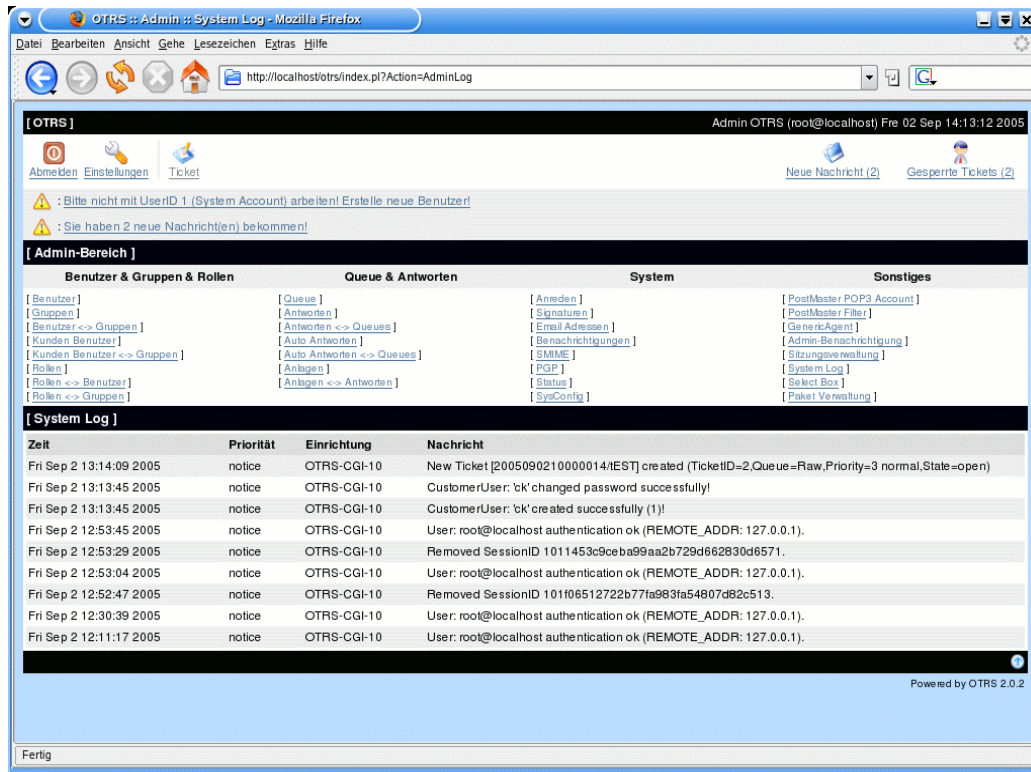 OTRS :: Admin :: System Log - Mozilla Firefox
Datei Bearbeiten Ansicht Gehe Lesezeichen Extras Hilfe
http://localhost/otrs/index.pl?Action=AdminLog
G
[ OTRS ] Admin OTRS (root@localhost) Fre 02 Sep 14:13:12 2005
Abmelden Einstellungen Ticket Neue Nachricht (2) Gesperrte Tickets (2)
: Bitte nicht mit UserID 1 (System Account) arbeiten! Erstelle neue Benutzer!
: Sie haben 2 neue Nachricht(en) bekommen!
[ Admin-Bereich ]
Benutzer & Gruppen & Rollen Queue & Antworten System Sonstiges
[ Benutzer ] [ Queue ] [ Anreden ] [ PostMaster POP3 Account ]
[ Gruppen ] [ Antworten ] [ Signaturen ] [ PostMaster Filter ]
[ Benutzer <-> Gruppen ] [ Antworten <-> Queues ] [ Email Adressen ] [ GenericAgent ]
[ Kunden Benutzer ] [ Auto Antworten ] [ Benachrichtigungen ] [ Admin-Benachrichtigung ]
[ Kunden Benutzer <-> Gruppen ] [ Auto Antworten <-> Queues ] [ SMIME ] [ Sitzungsverwaltung ]
[ Rollen ] [ Anlagen ] [ PGP ] [ System Log ]
[ Rollen <-> Benutzer ] [ Anlagen <-> Antworten ] [ Status ] [ Select Box ]
[ Rollen <-> Gruppen ] [ SysConfig ] [ Paket Verwaltung ]
[ System Log ]
Zeit Priorität Einrichtung Nachricht
Fri Sep 2 13:14:09 2005 notice OTRS-CGI-10 New Ticket [2005090210000014/tEST] created (TicketID=2,Queue=Raw,Priority=3 normal,State=open)
Fri Sep 2 13:13:45 2005 notice OTRS-CGI-10 CustomerUser: 'ck' changed password successfully!
Fri Sep 2 13:13:45 2005 notice OTRS-CGI-10 CustomerUser: 'ck' created successfully (1)!
Fri Sep 2 12:53:45 2005 notice OTRS-CGI-10 User: root@localhost authentication ok (REMOTE_ADDR: 127.0.0.1).
Fri Sep 2 12:53:29 2005 notice OTRS-CGI-10 Removed SessionID 1011453c9ceba99aa2b729d662830d6571.
Fri Sep 2 12:53:04 2005 notice OTRS-CGI-10 User: root@localhost authentication ok (REMOTE_ADDR: 127.0.0.1).
Fri Sep 2 12:52:47 2005 notice OTRS-CGI-10 Removed SessionID 101f06512722b77fa983fa54807d82c513.
Fri Sep 2 12:30:39 2005 notice OTRS-CGI-10 User: root@localhost authentication ok (REMOTE_ADDR: 127.0.0.1).
Fri Sep 2 12:11:17 2005 notice OTRS-CGI-10 User: root@localhost authentication ok (REMOTE_ADDR: 127.0.0.1).
Powered by OTRS 2.0.2
Fertig